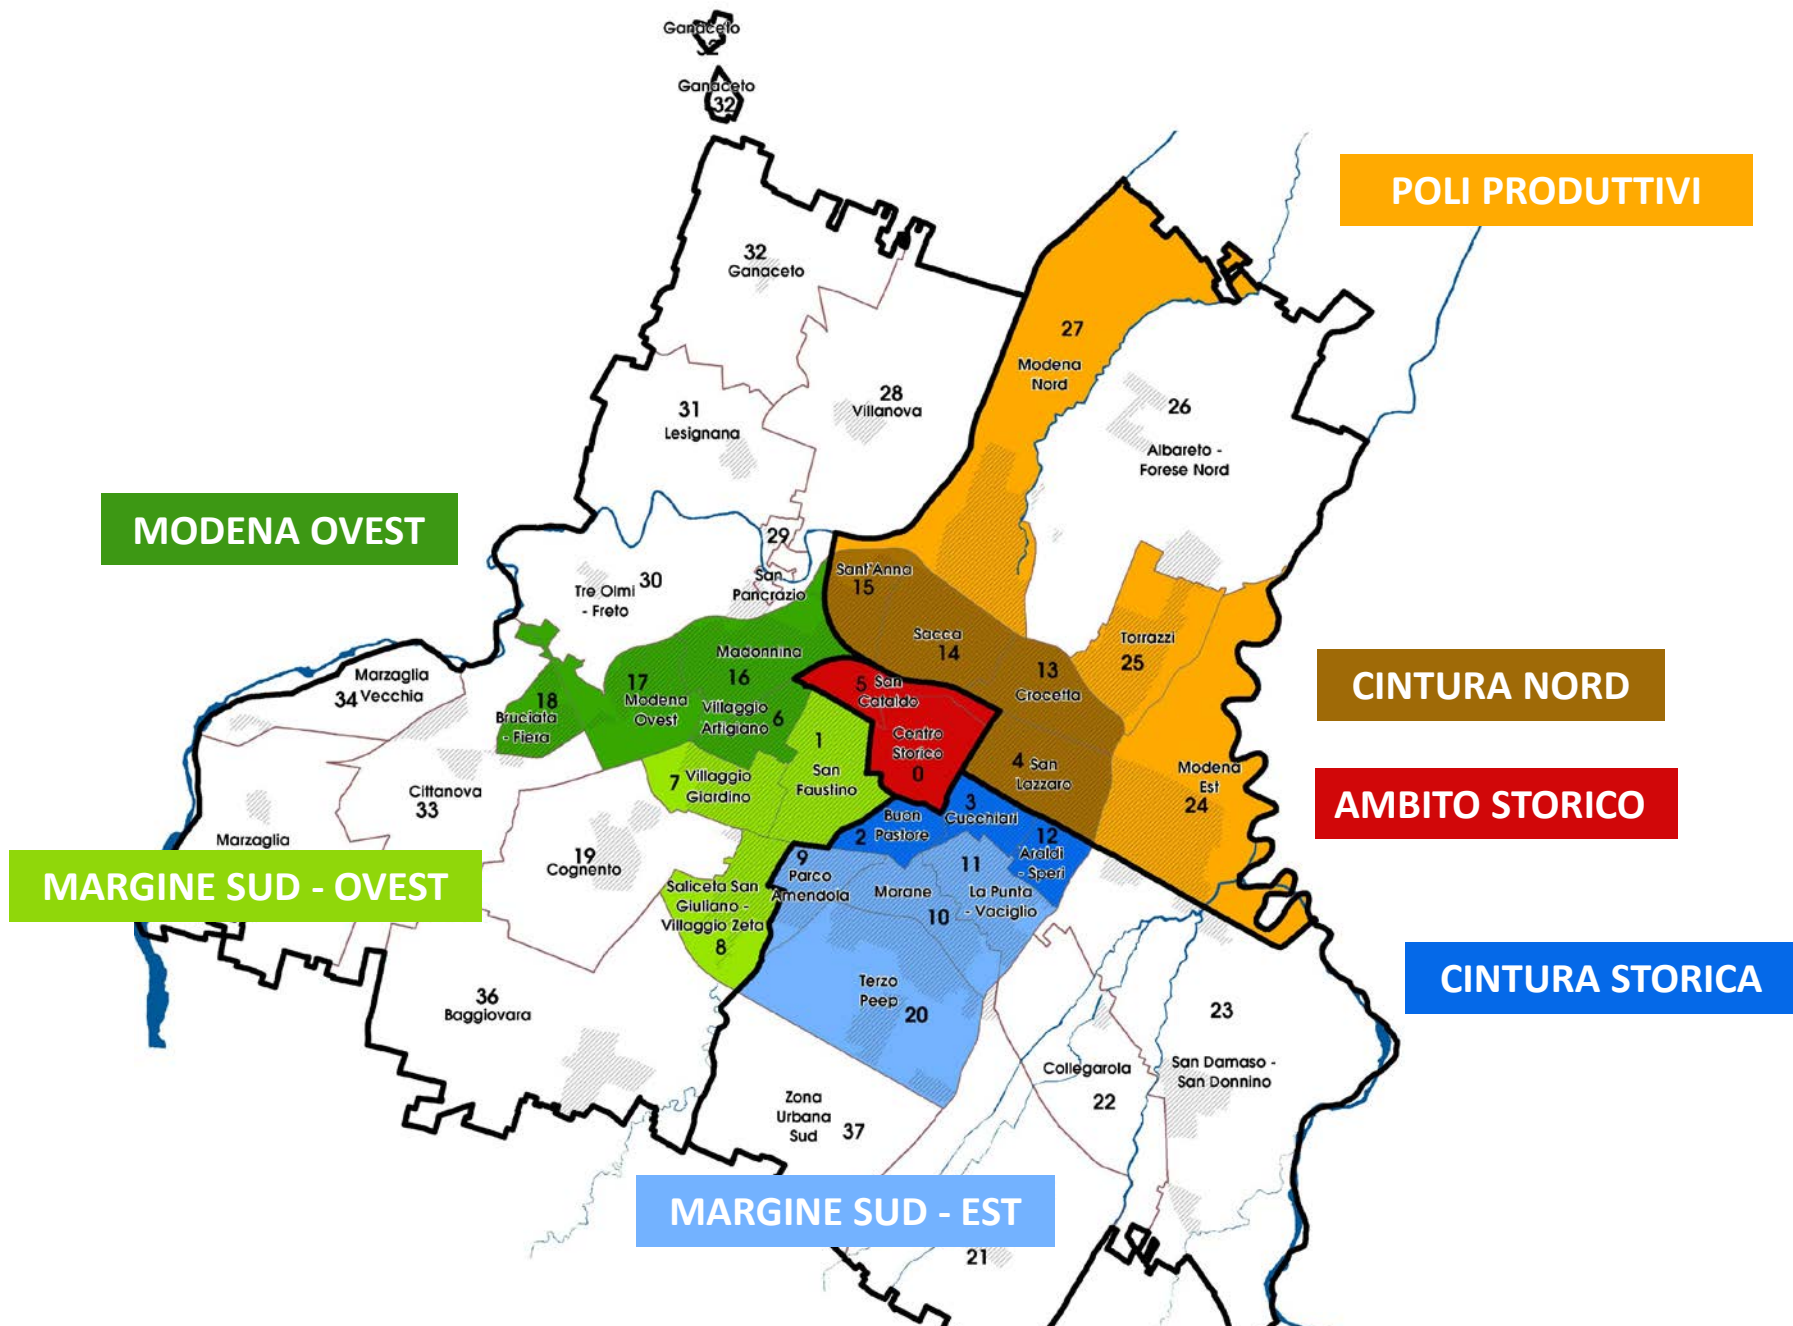 Ganaceto
32
Ganaceto
32
POLI PRODUTTIVI
32
Ganaceto
27
Modena
Nord
28
Villanova
31
Lesignana
26
Albareto -
Forese Nord
MODENA OVEST
29
San
Pancrazio
Tre Olmi 30
- Freto
Sant'Anna
15
Sacca
14
13
Crocetta
Torrazzi
25
CINTURA NORD
Marzaglia
34 Vecchia
Madonnina
16
17
Modena
Ovest
Villaggio
Artigiano 6
18
Bruciata
- Fiera
5 San
Cataldo
Centro
Storico
0
1
San
Faustino
7 Villaggio
Giardino
4 San
Lazzaro
Modena
Est
24
AMBITO STORICO
Cittanova
33
Marzaglia
MARGINE SUD - OVEST
19
Cognento
3
Cucchiari
Buon
2 Pastore
12
Araldi
- Speri
9
Parco
Amendola
11
La Punta
- Vaciglio
Morane
10
Saliceta San
Giuliano -
Villaggio Zeta
8
CINTURA STORICA
Terzo
Peep 20
36
Baggiovara
23
San Damaso -
San Donnino
Collegarola
22
Zona
Urbana
Sud 37
MARGINE SUD - EST
21